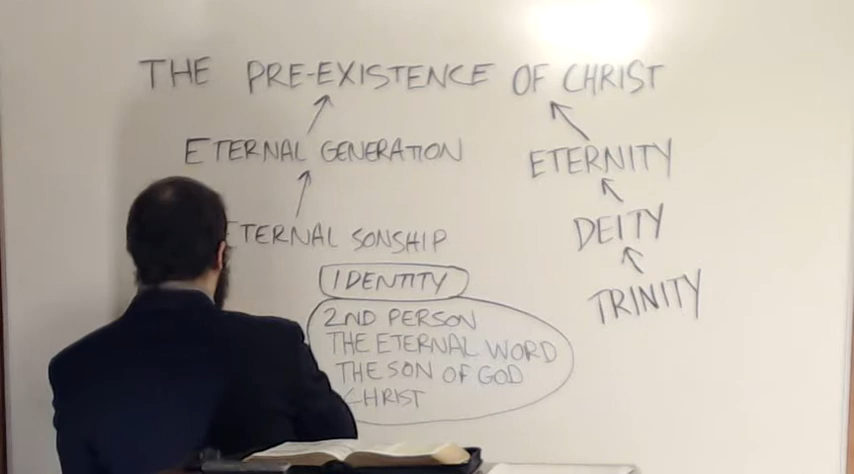 THE PRE-EXISTENCE OF CHRIST
ETERNAL GENERATION
ETERNAL SONSHIP
IDENTITY
2ND PERSON
THE ETERNAL WORD
THE SON OF GOD
CHRIST
ETERNITY
DEITY
TRINITY